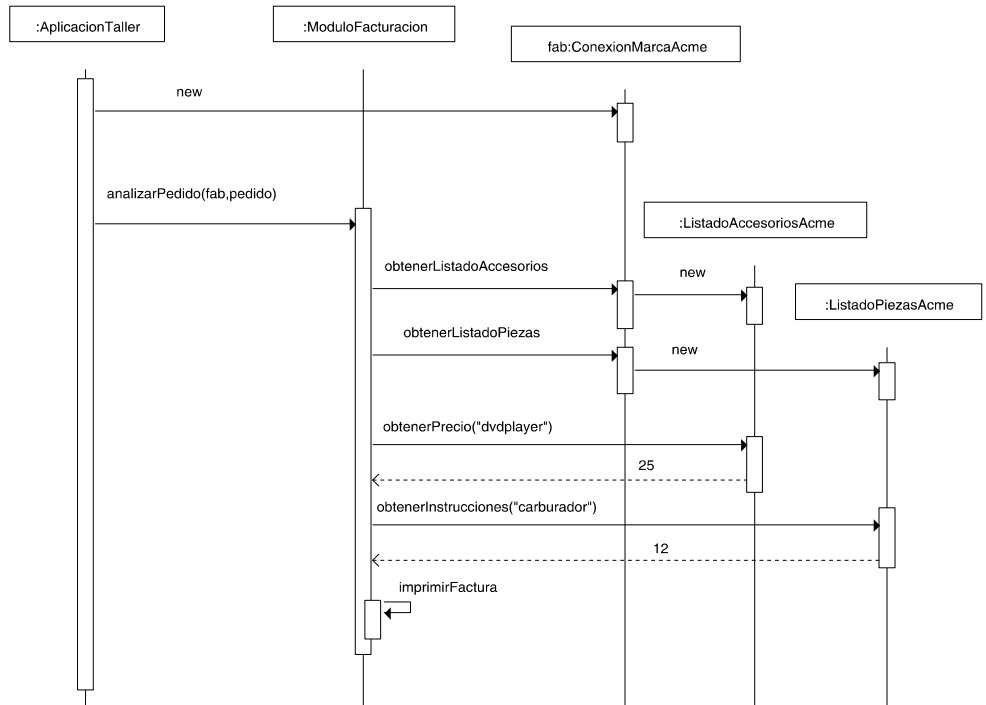 :AplicacionTaller
:ModuloFacturacion
fab:ConexionMarcaAcme
new
analizarPedido(fab,pedido)
:ListadoAccesoriosAcme
obtenerListadoAccesorios
new
:ListadoPiezasAcme
obtenerListadoPiezas
new
obtenerPrecio("dvdplayer")
25
obtenerInstrucciones("carburador")
12
imprimirFactura